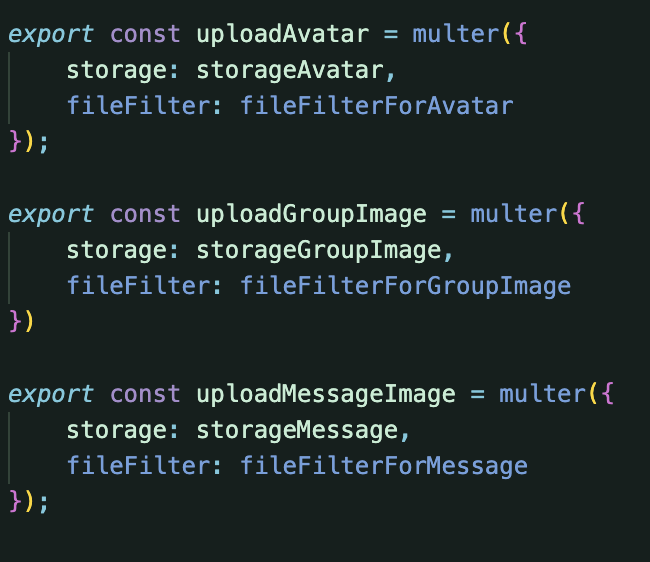 export const uploadAvatar = multer({
    storage: storageAvatar,
    fileFilter: fileFilterForAvatar
});

export const uploadGroupImage = multer({
    storage: storageGroupImage,
    fileFilter: fileFilterForGroupImage
})

export const uploadMessageImage = multer({
    storage: storageMessage,
    fileFilter: fileFilterForMessage
});